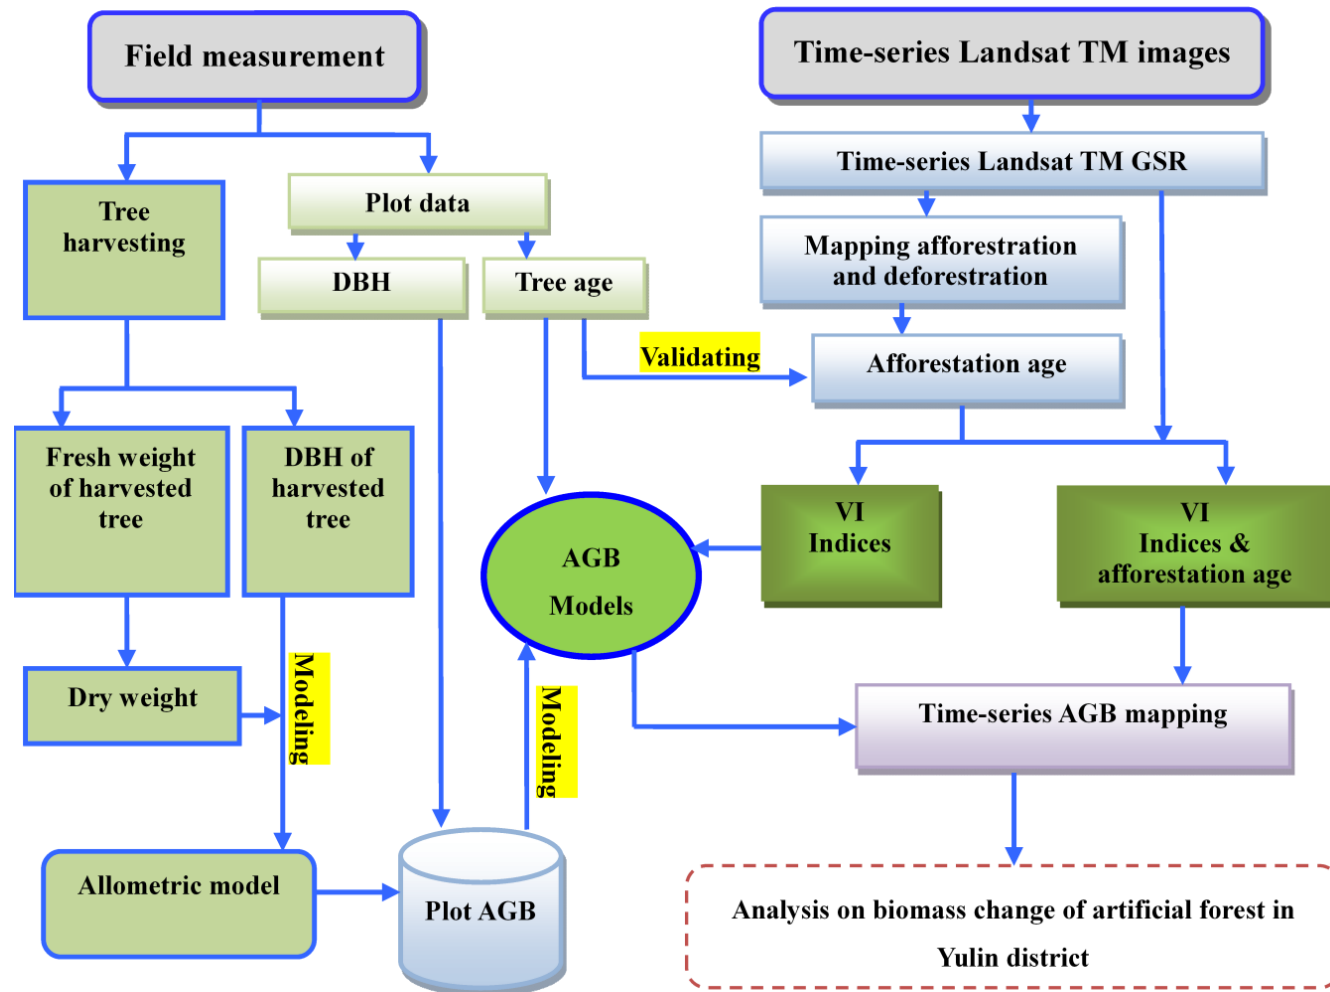 Field measurement
Time-series Landsat TM images
Time-series Landsat TM GSR
Tree
harvesting
Plot data
Mapping afforestration
and deforestration
DBH
Tree age
Validating
Afforestation age
Fresh weight
of harvested
tree
DBH of
harvested
tree
VI
Indices
VI
Indices &
afforestation age
AGB
Models
Dry weight
Modeling
Modeling
Time-series AGB mapping
Allometric model
Plot AGB
Analysis on biomass change of artificial forest in
Yulin district